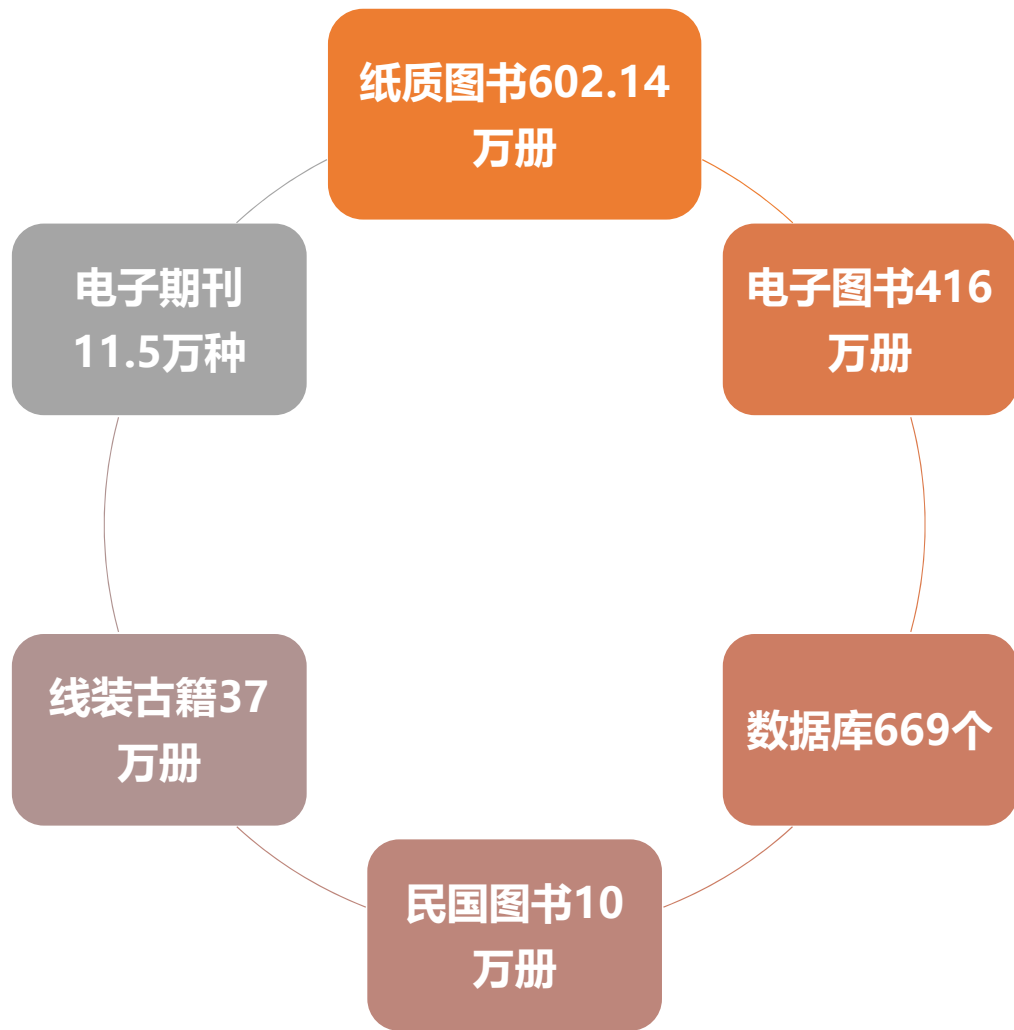 纸质图书602.14
万册
电子图书416
万册
数据库669个
民国图书10
万册
线装古籍37
万册
电子期刊
11.5万种